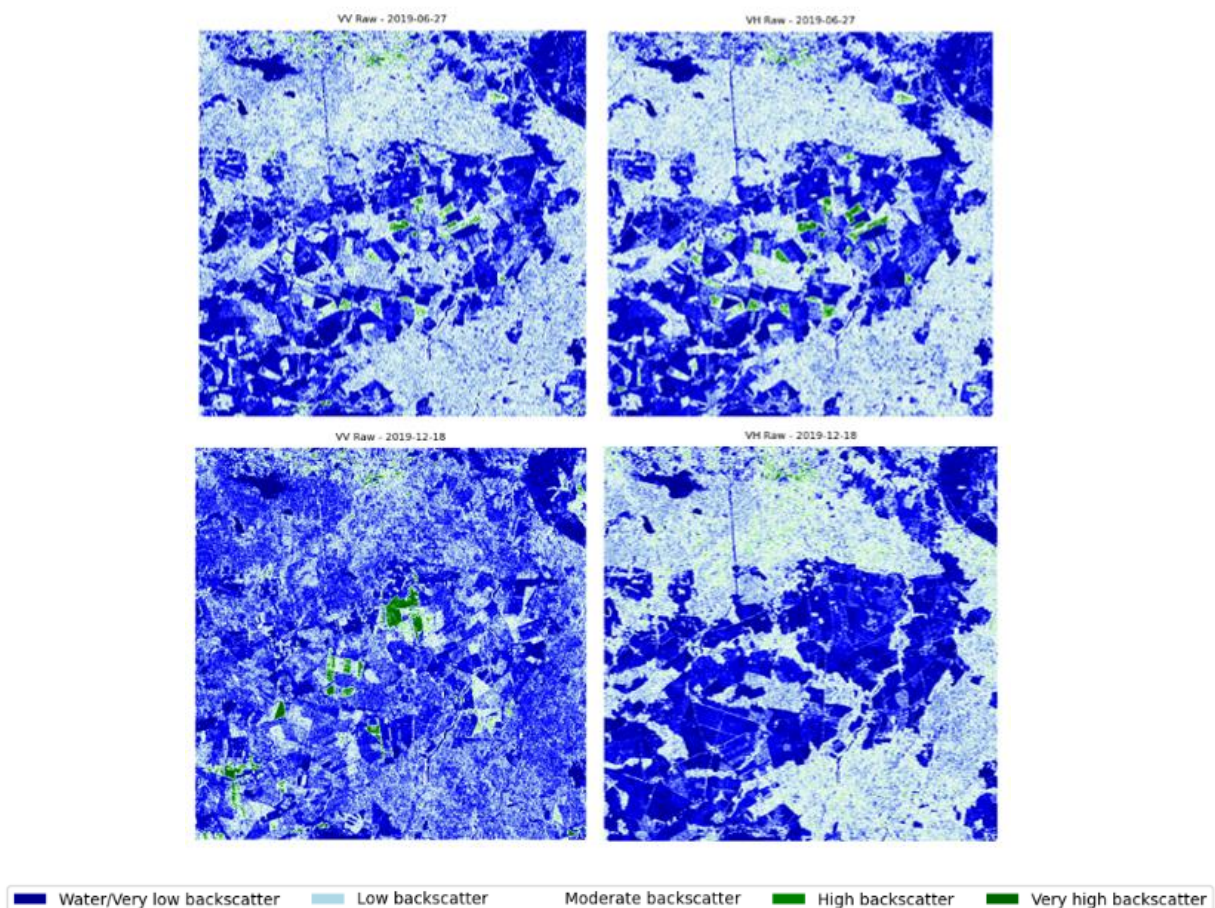 VV Raw - 2019-06-27
VH Raw - 2019-06-27
VV Raw - 2019-12-18
VH Raw - 2019-12-18
Water/Very low backscatter Low backscatter Moderate backscatter High backscatter Very high backscatter